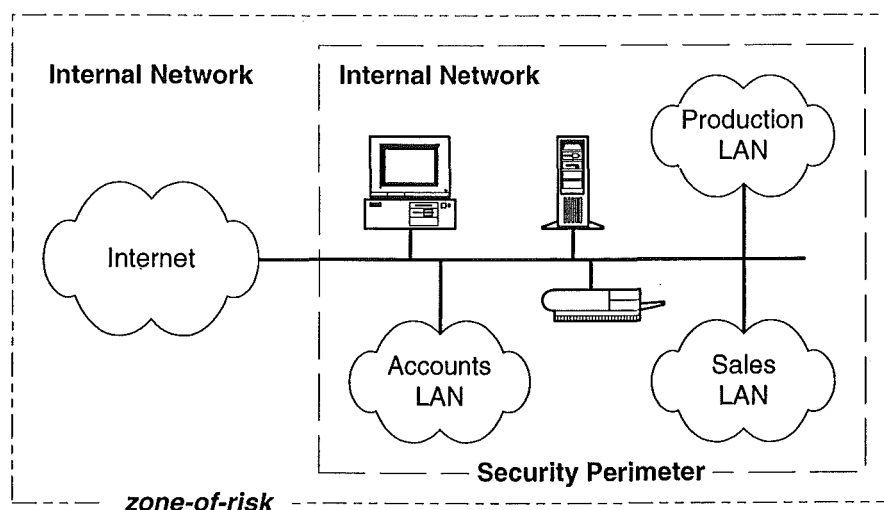 Internal Network
Internal Network
Production
LAN
Internet
Accounts
LAN
Sales
LAN
Security Perimeter
zone-of-risk